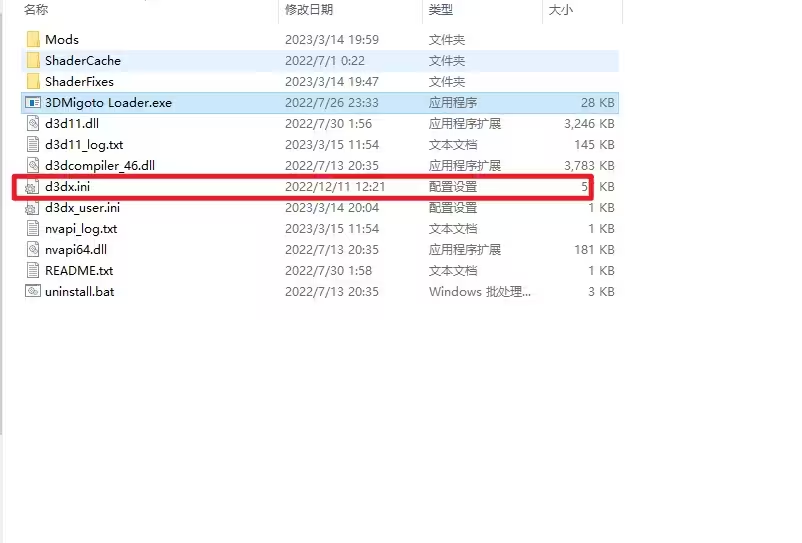 名称 修改日期 类型 大小
Mods 2023/3/14 19:59 文件夹
ShaderCache 2022/7/1 0:22 文件夹
ShaderFixes 2023/3/14 19:47 文件夹
3DMigoto Loader.exe 2022/7/26 23:33 应用程序 28 KB
d3d11.dll 2022/7/30 1:56 应用程序扩展 3,246 KB
d3d11_log.txt 2023/3/15 11:54 文本文档 145 KB
d3dcompiler_46.dll 2022/7/13 20:35 应用程序扩展 3,783 KB
d3dx.ini 2022/12/11 12:21 配置设置 KB
d3dx_user.ini 2023/3/14 20:04 配置设置 1 KB
nvapi_log.txt 2023/3/15 11:54 文本文档 1 KB
nvapi64.dll 2022/7/13 20:35 应用程序扩展 181 KB
README.txt 2022/7/30 1:58 文本文档 1 KB
uninstall.bat 2022/7/13 20:35 Windows 批处理... 3 KB